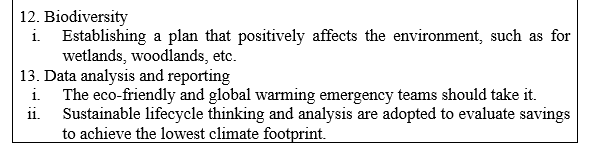 12. Biodiversity
i. Establishing a plan that positively affects the environment, such as for
wetlands, woodlands, etc.
13. Data analysis and reporting
i. The eco-friendly and global warming emergency teams should take it.
ii. Sustainable lifecycle thinking and analysis are adopted to evaluate savings
to achieve the lowest climate footprint.